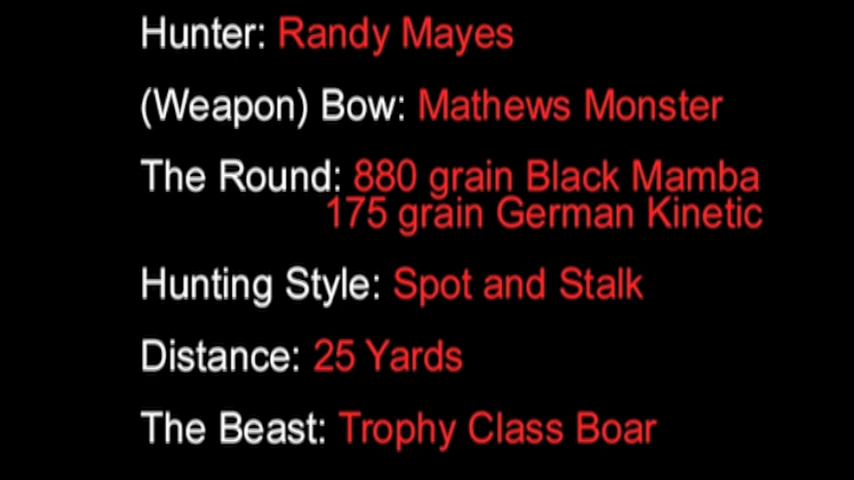 Hunter: Randy Mayes
(Weapon) Bow: Mathews Monster
The Round: 880 grain Black Mamba
175 grain German Kinetic
Hunting Style: Spot and Stalk
Distance: 25 Yards
The Beast: Trophy Class Boar